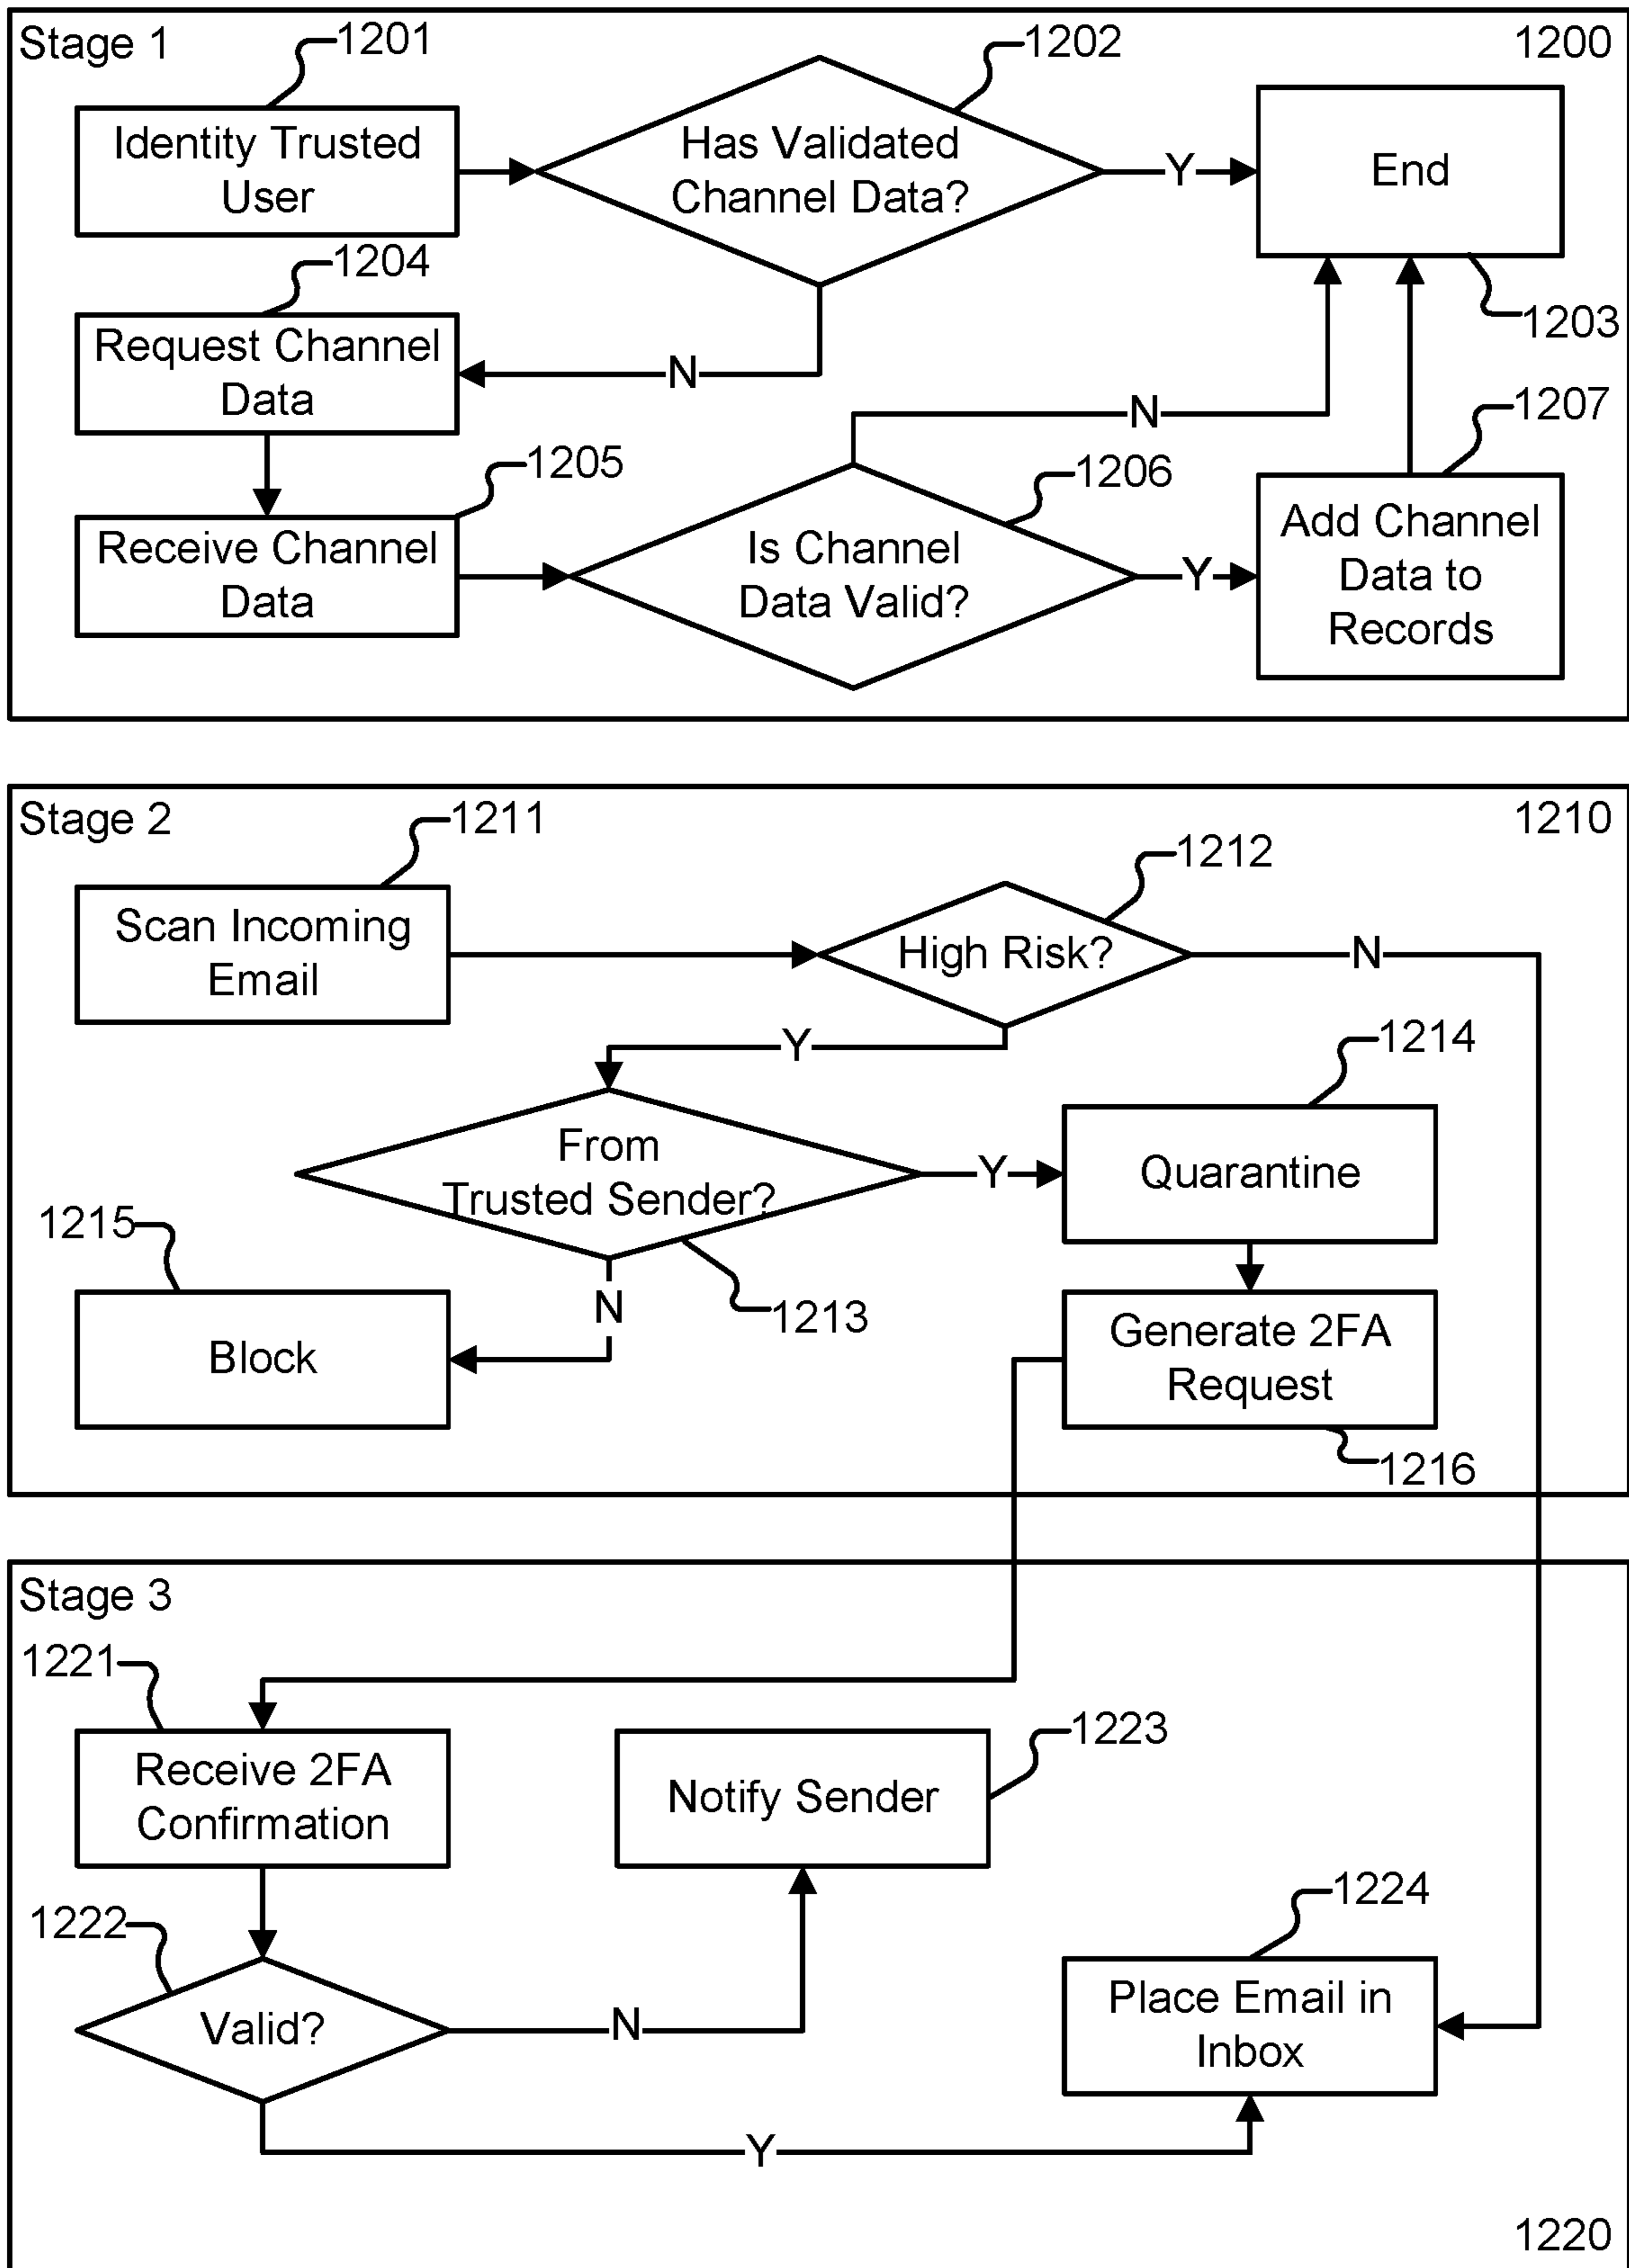 Stage 1
1201
1202
1200
Identity Trusted
User
Has Validated
Channel Data?
Y
End
1204
1203
Request Channel
Data
N
N
1207
1205
1206
Receive Channel
Data
Is Channel
Data Valid?
Y
Add Channel
Data to
Records
Stage 2
1211
1210
1212
Scan Incoming
Email
High Risk?
N
Y
1214
From
Trusted Sender?
Y
Quarantine
1215
N
1213
Block
Generate 2FA
Request
1216
Stage 3
1221
1223
Receive 2FA
Confirmation
Notify Sender
1224
1222
Valid?
N
Place Email in
Inbox
Y
1220